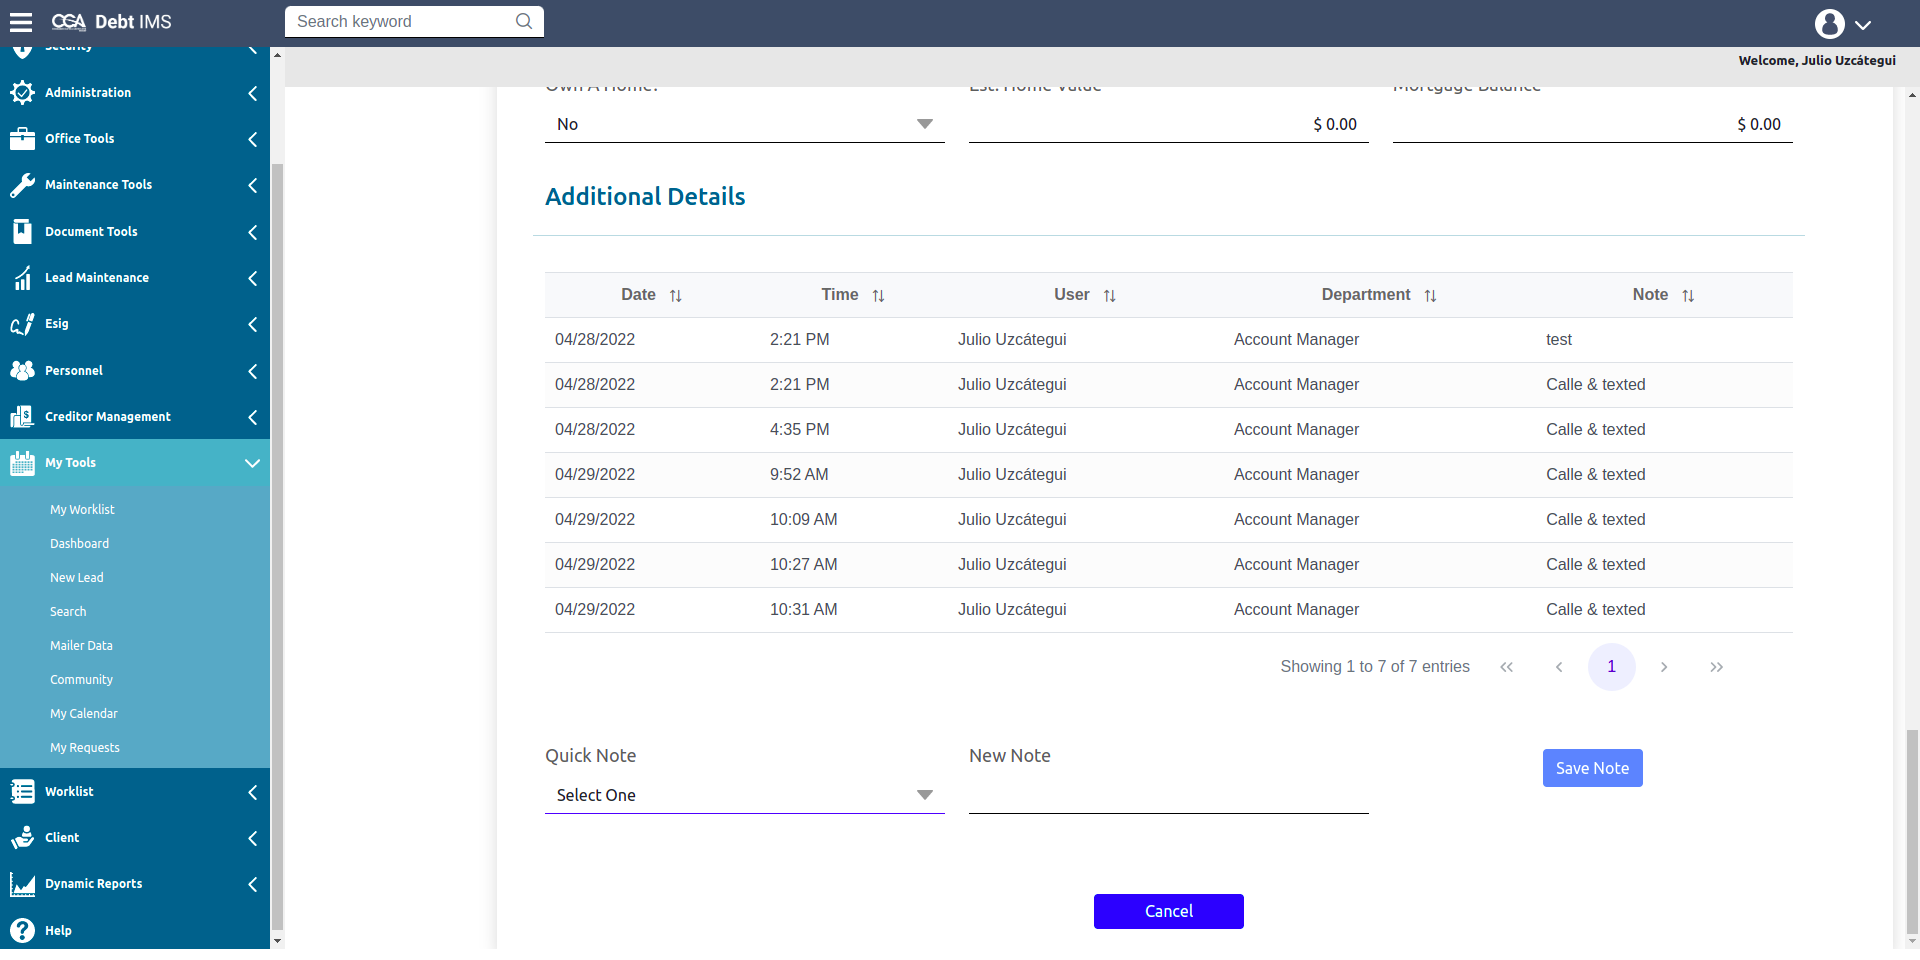 CGA Debt IMS
Search keyword
Welcome, Julio Uzcátegui
Security
Administration
Office Tools
Maintenance Tools
Document Tools
Lead Maintenance
Esig
Personnel
Creditor Management
My Tools
My Worklist
Dashboard
New Lead
Search
Mailer Data
Community
My Calendar
My Requests
Worklist
Client
Dynamic Reports
Help
Own A Home? Est. Home Value Mortgage Balance
No $ 0.00 $ 0.00
Additional Details
Date Time User Department Note
04/28/2022 2:21 PM Julio Uzcátegui Account Manager test
04/28/2022 2:21 PM Julio Uzcátegui Account Manager Calle & texted
04/28/2022 4:35 PM Julio Uzcátegui Account Manager Calle & texted
04/29/2022 9:52 AM Julio Uzcátegui Account Manager Calle & texted
04/29/2022 10:09 AM Julio Uzcátegui Account Manager Calle & texted
04/29/2022 10:27 AM Julio Uzcátegui Account Manager Calle & texted
04/29/2022 10:31 AM Julio Uzcátegui Account Manager Calle & texted
Showing 1 to 7 of 7 entries << < 1 > >>
Quick Note New Note
Select One
Save Note
Cancel